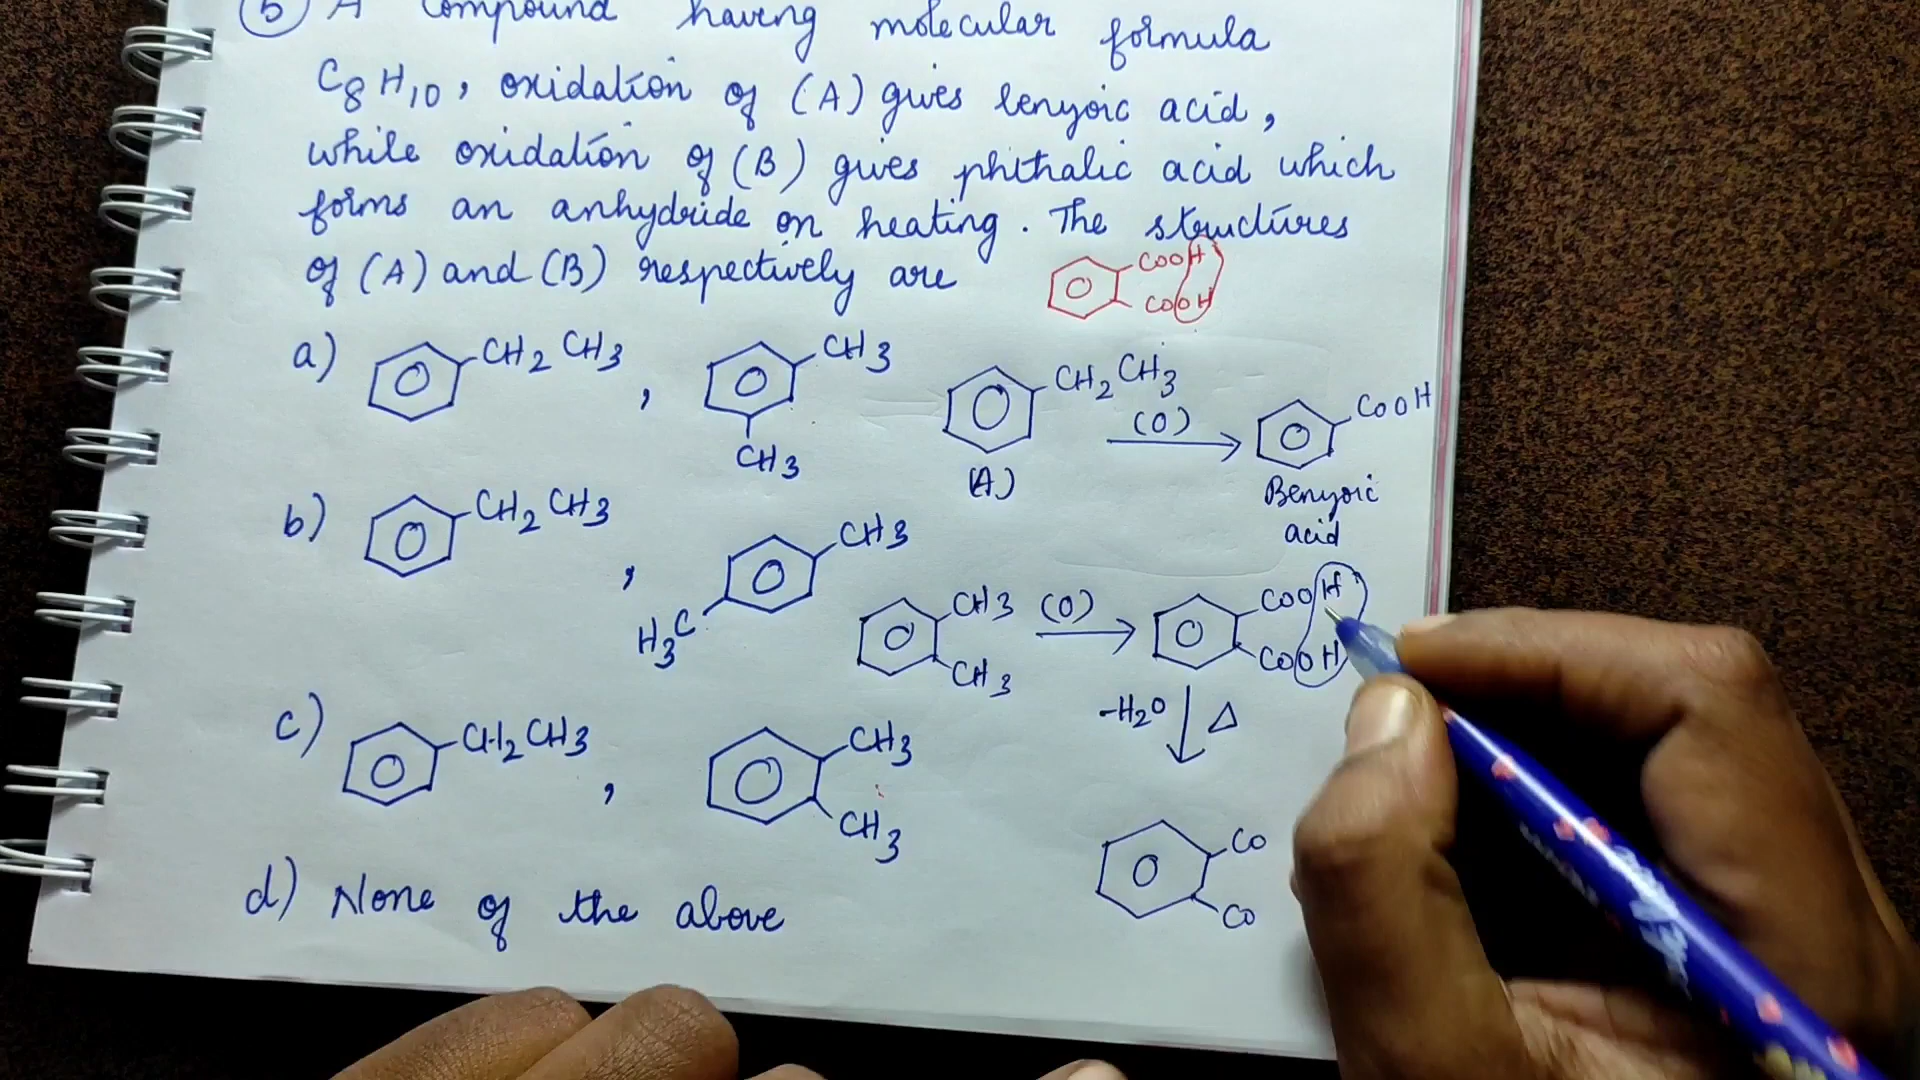 5 A compound having molecular formula
C8H10, oxidation of (A) gives benzoic acid,
while oxidation of (B) gives phthalic acid which
forms an anhydride on heating. The structures
of (A) and (B) respectively are
COOH
COOH
a) CH2CH3 , CH3
CH3
CH2CH3
(O)
COOH
(A)
Benzoic
acid
b) CH2CH3 , CH3
H3C
CH3 (O) COOH
CH3 COOH
-H2O Δ
c) CH2CH3 , CH3
CH3
CO
CO
d) None of the above